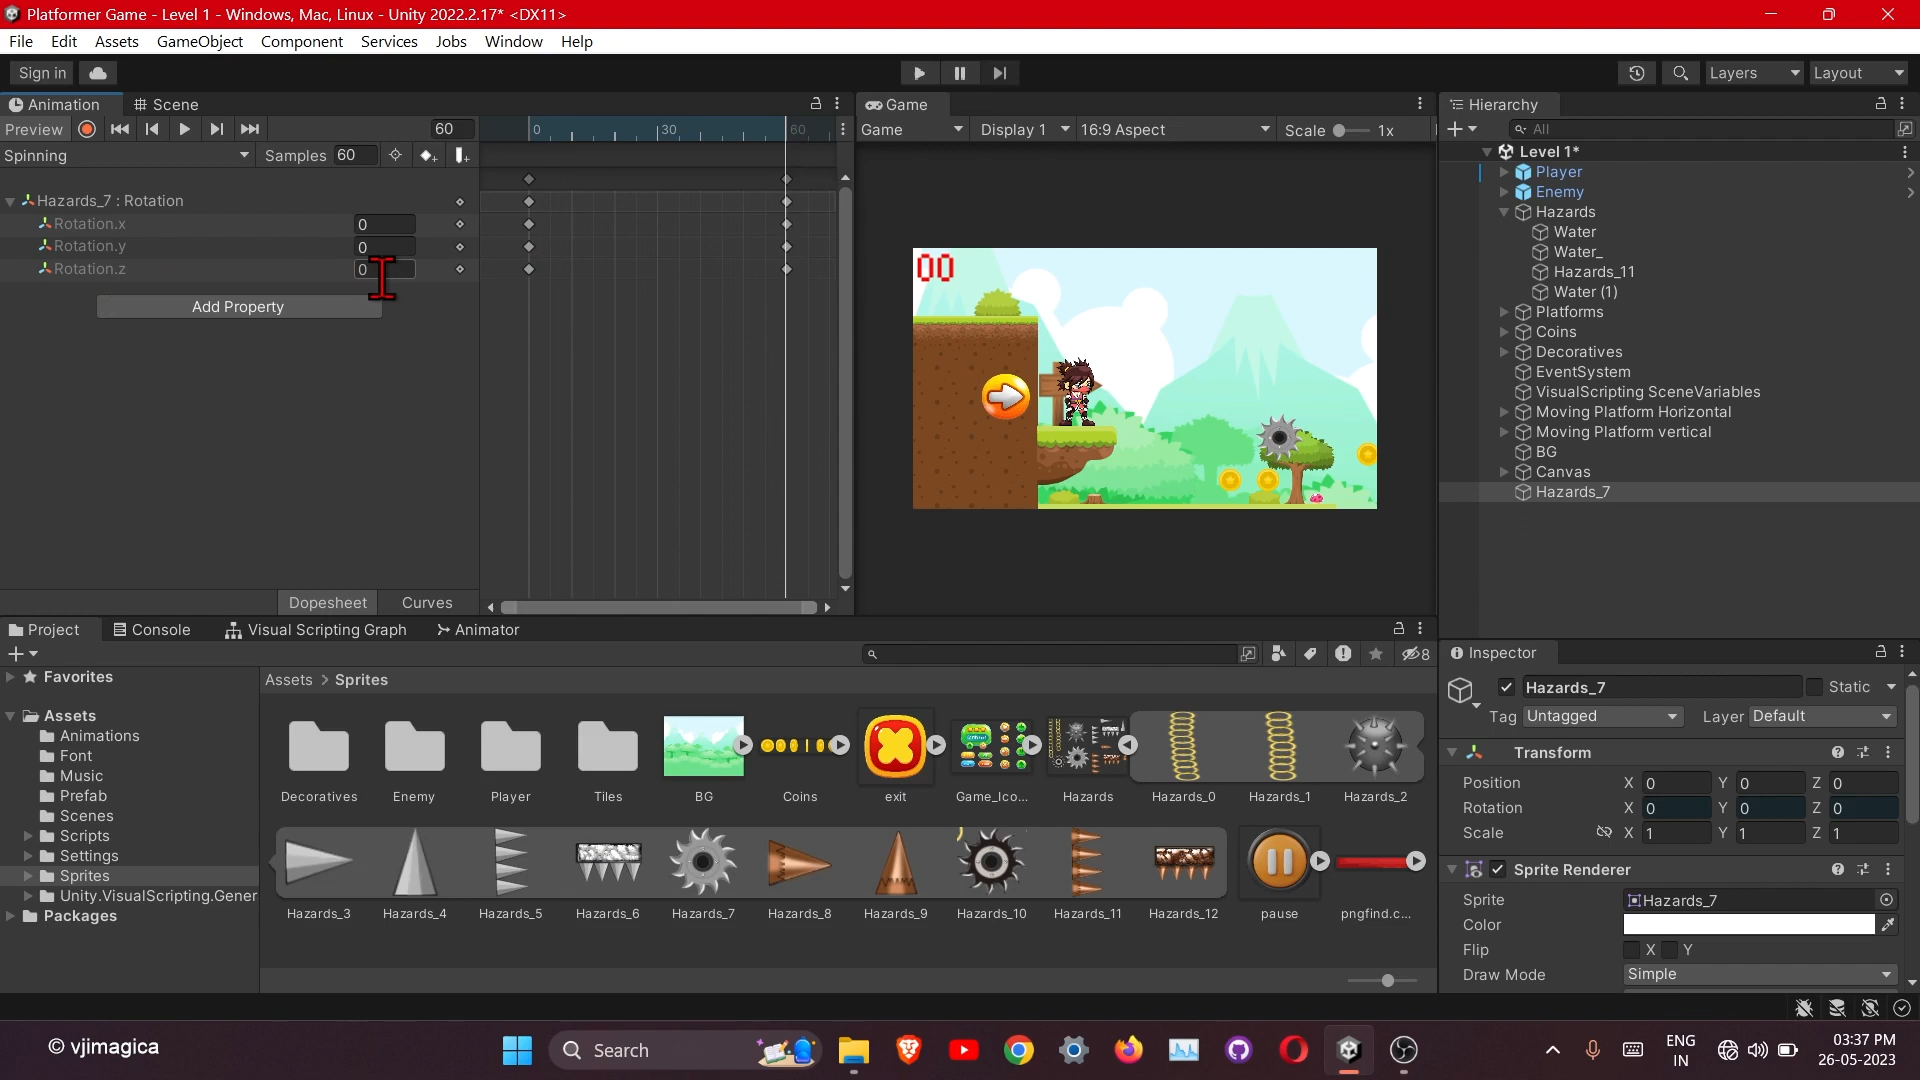 Platformer Game - Level 1 - Windows, Mac, Linux - Unity 2022.2.17* <DX11>
File Edit Assets GameObject Component Services Jobs Window Help
Sign in Layers Layout
Animation Scene Game Hierarchy
Preview 60 0 30 60 Game Display 1 16:9 Aspect Scale 1x All
Spinning Samples 60
Hazards_7 : Rotation
Rotation.x 0
Rotation.y 0
Rotation.z 0
Add Property
Dopesheet Curves
00
Level 1*
Player
Enemy
Hazards
Water
Water_
Hazards_11
Water (1)
Platforms
Coins
Decoratives
EventSystem
VisualScripting SceneVariables
Moving Platform Horizontal
Moving Platform vertical
BG
Canvas
Hazards_7
Project Console Visual Scripting Graph Animator
8
Favorites
Assets
Animations
Font
Music
Prefab
Scenes
Scripts
Settings
Sprites
Unity.VisualScripting.Gener
Packages
Assets > Sprites
Decoratives Enemy Player Tiles BG Coins exit Game_Ico... Hazards Hazards_0 Hazards_1 Hazards_2
Hazards_3 Hazards_4 Hazards_5 Hazards_6 Hazards_7 Hazards_8 Hazards_9 Hazards_10 Hazards_11 Hazards_12 pause pngfind.c...
Inspector
Hazards_7 Static
Tag Untagged Layer Default
Transform
Position X 0 Y 0 Z 0
Rotation X 0 Y 0 Z 0
Scale X 1 Y 1 Z 1
Sprite Renderer
Sprite Hazards_7
Color
Flip X Y
Draw Mode Simple
© vjimagica
Search
ENG
IN
03:37 PM
26-05-2023